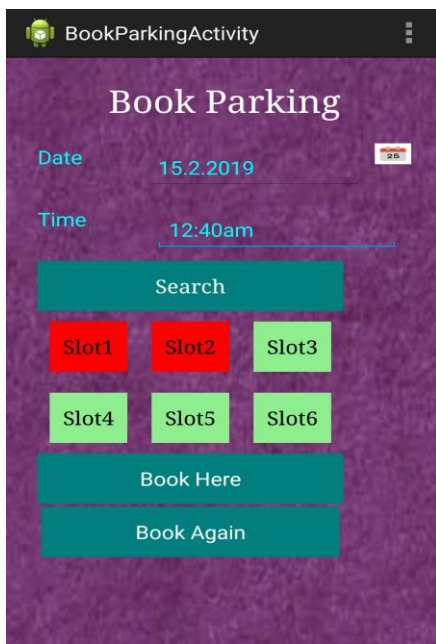 BookParkingActivity
Book Parking
Date 15.2.2019 25
Time 12:40am
Search
Slot1 Slot2 Slot3
Slot4 Slot5 Slot6
Book Here
Book Again